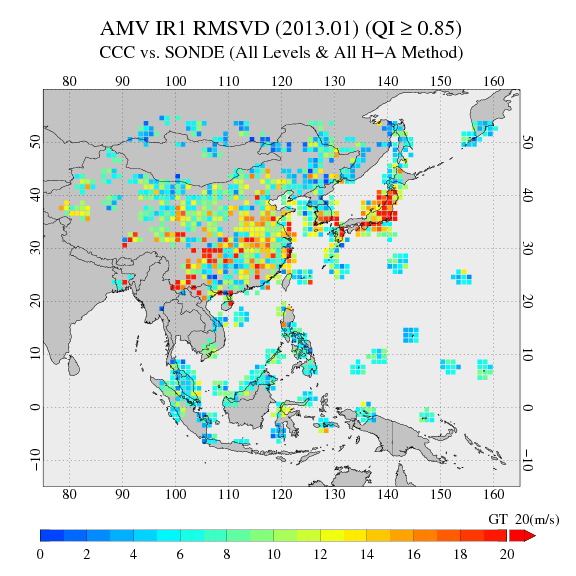 AMV IR1 RMSVD (2013.01) (QI ≥ 0.85)
CCC vs. SONDE (All Levels & All H−A Method)
80 90 100 110 120 130 140 150 160
50 50
40 40
30 30
20 20
10 10
0 0
−10 −10
80 90 100 110 120 130 140 150 160
GT 20(m/s)
0 2 4 6 8 10 12 14 16 18 20